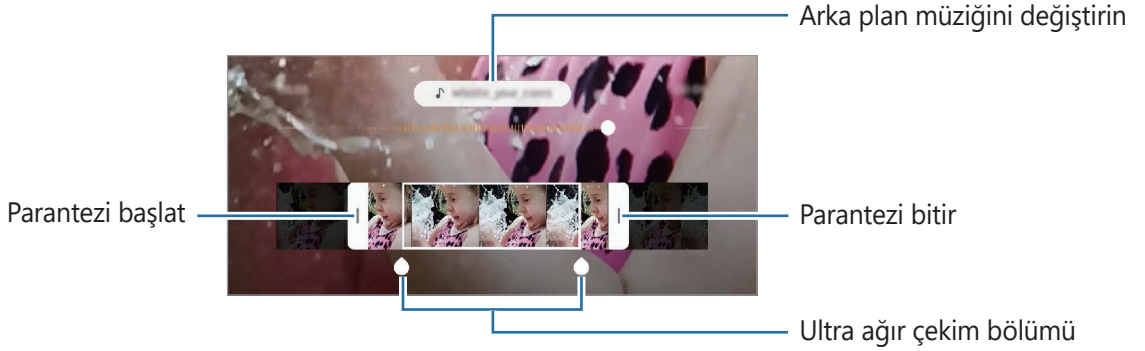 Arka plan müziğini değiştirin
Parantezi başlat
Parantezi bitir
Ultra ağır çekim bölümü